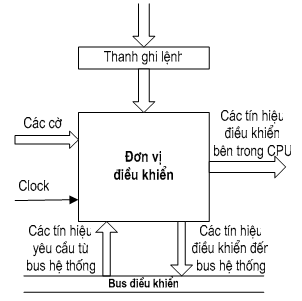 Thanh ghi lệnh
Các cờ
Clock
Đơn vị
điều khiển
Các tín hiệu
điều khiển
bên trong CPU
Các tín hiệu
yêu cầu từ
bus hệ thống
Các tín hiệu
điều khiển đến
bus hệ thống
Bus điều khiển